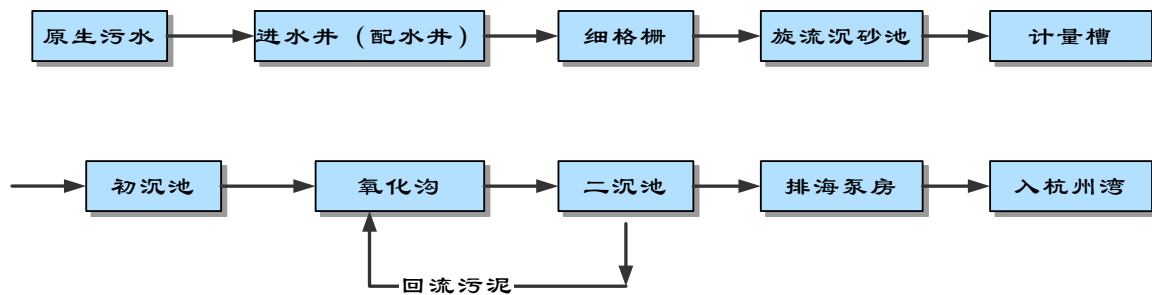 原生污水
进水井（配水井）
细格栅
旋流沉砂池
计量槽
初沉池
氧化沟
二沉池
排海泵房
入杭州湾
回流污泥